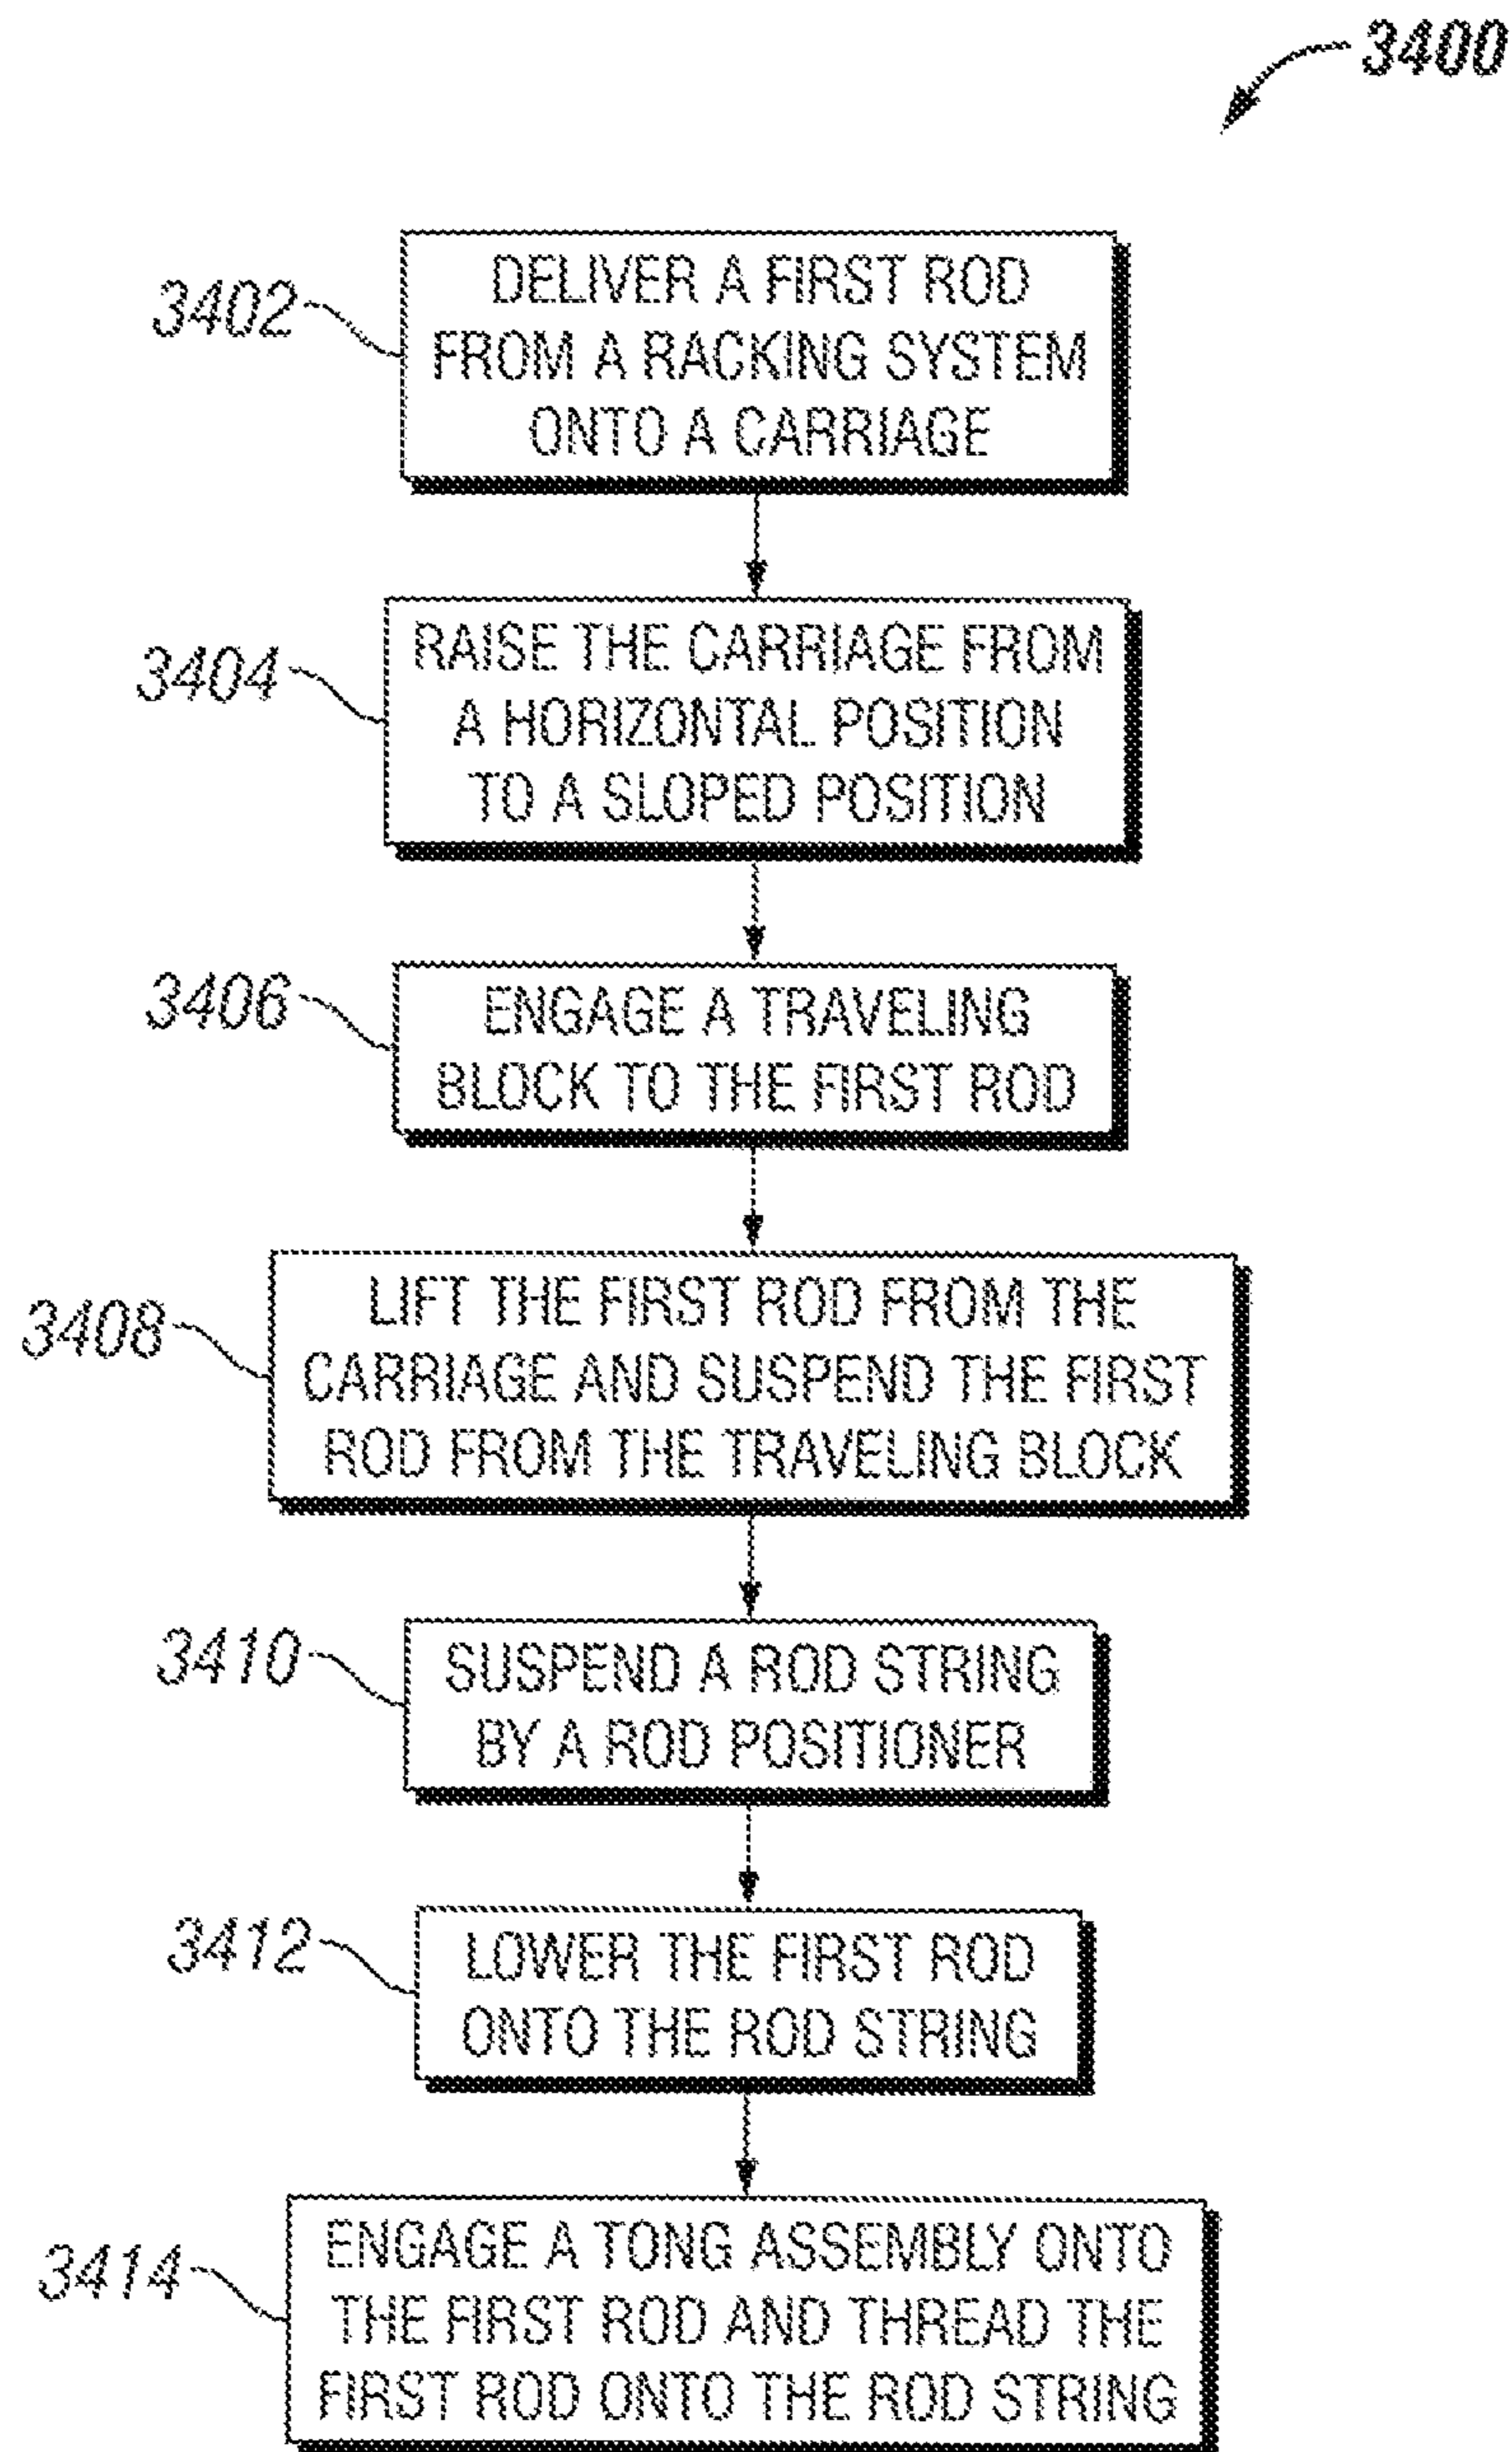 3400
3402
DELIVER A FIRST ROD
FROM A RACKING SYSTEM
ONTO A CARRIAGE
3404
RAISE THE CARRIAGE FROM
A HORIZONTAL POSITION
TO A SLOPED POSITION
3406
ENGAGE A TRAVELING
BLOCK TO THE FIRST ROD
3408
LIFT THE FIRST ROD FROM THE
CARRIAGE AND SUSPEND THE FIRST
ROD FROM THE TRAVELING BLOCK
3410
SUSPEND A ROD STRING
BY A ROD POSITIONER
3412
LOWER THE FIRST ROD
ONTO THE ROD STRING
3414
ENGAGE A TONG ASSEMBLY ONTO
THE FIRST ROD AND THREAD THE
FIRST ROD ONTO THE ROD STRING